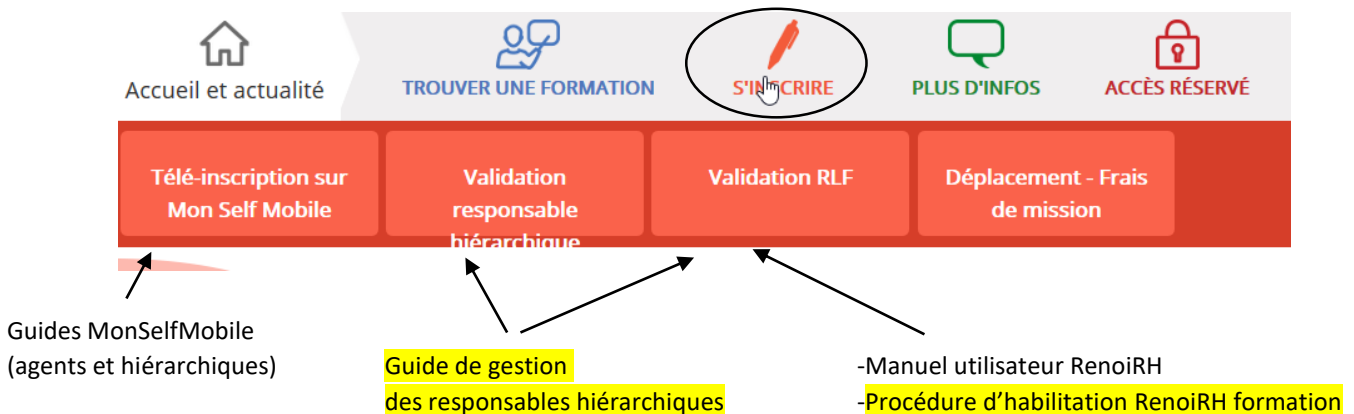 Accueil et actualité
TROUVER UNE FORMATION
S'INSCRIRE
PLUS D'INFOS
ACCÈS RÉSERVÉ
Télé-inscription sur
Mon Self Mobile
Validation
responsable
hiérarchique
Validation RLF
Déplacement - Frais
de mission
Guides MonSelfMobile
(agents et hiérarchiques)
Guide de gestion
des responsables hiérarchiques
-Manuel utilisateur RenoiRH
-Procédure d’habilitation RenoiRH formation